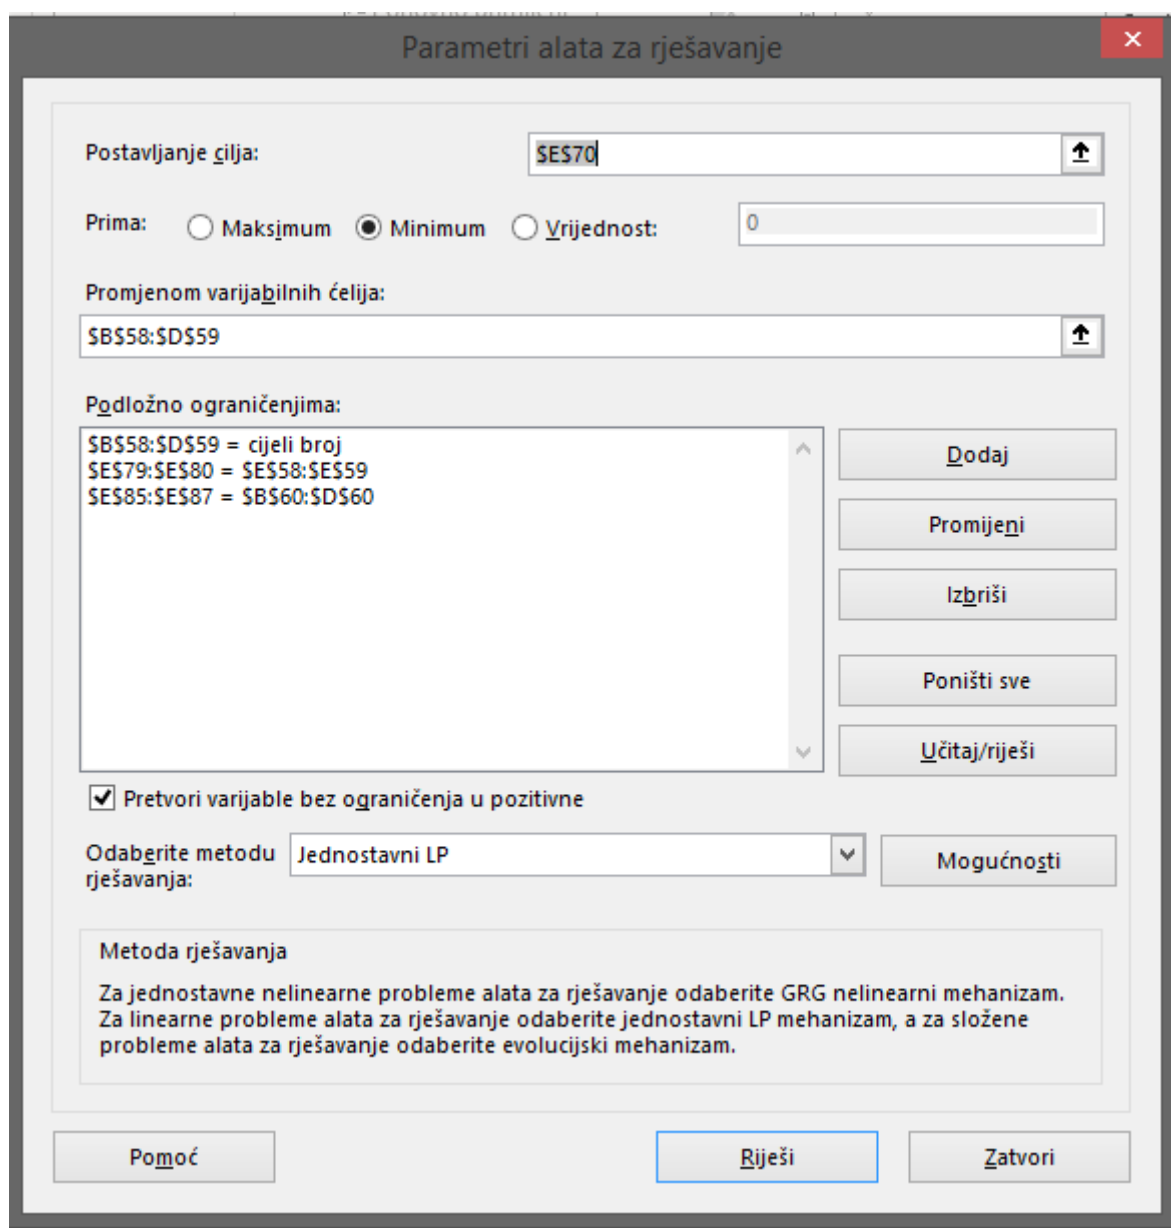 Parametri alata za rješavanje
Postavljanje cilja:
$E$70
Prima:
Maksimum
Minimum
Vrijednost:
0
Promjenom varijabilnih ćelija:
$B$58:$D$59
Podložno ograničenjima:
$B$58:$D$59 = cijeli broj
$E$79:$E$80 = $E$58:$E$59
$E$85:$E$87 = $B$60:$D$60
Dodaj
Promijeni
Izbriši
Poništi sve
Učitaj/riješi
Pretvori varijable bez ograničenja u pozitivne
Odaberite metodu
rješavanja:
Jednostavni LP
Mogućnosti
Metoda rješavanja
Za jednostavne nelinearne probleme alata za rješavanje odaberite GRG nelinearni mehanizam.
Za linearne probleme alata za rješavanje odaberite jednostavni LP mehanizam, a za složene
probleme alata za rješavanje odaberite evolucijski mehanizam.
Pomoć
Riješi
Zatvori